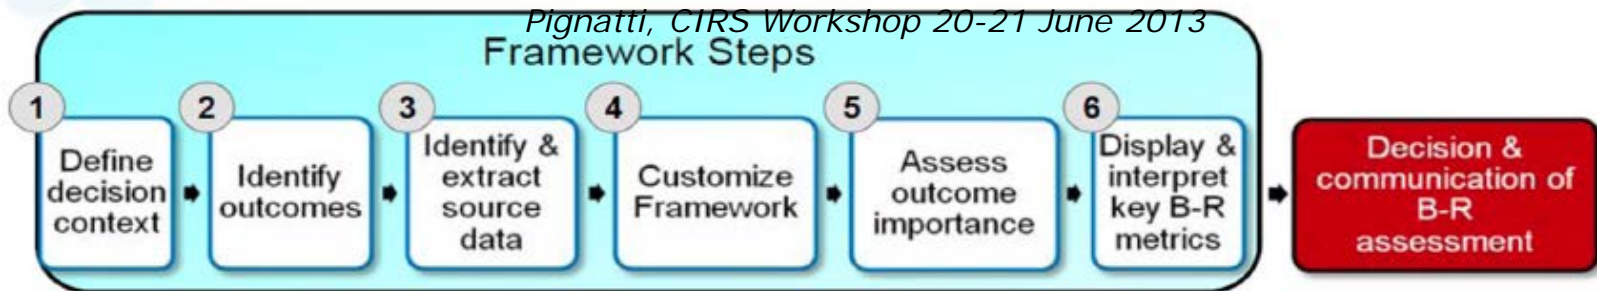 Pignatti, CIRS Workshop 20-21 June 2013
Framework Steps
1
Define
decision
context
2
Identify
outcomes
3
Identify &
extract
source
data
4
Customize
Framework
5
Assess
outcome
importance
6
Display &
interpret
key B-R
metrics
Decision &
communication of
B-R
assessment